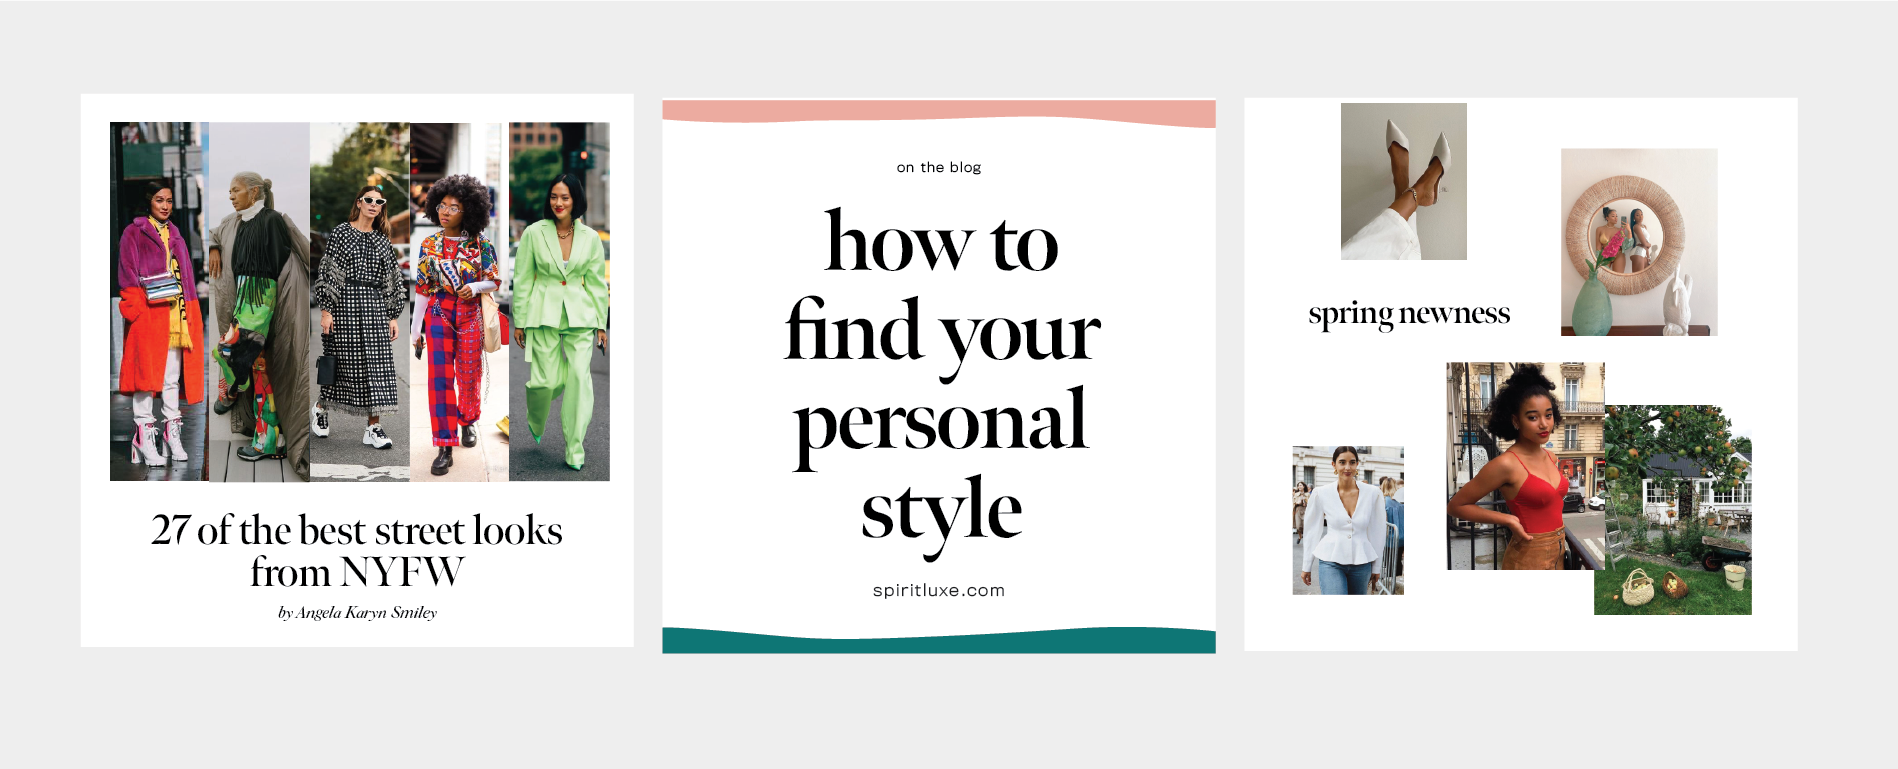 27 of the best street looks
from NYFW
by Angela Karyn Smiley
on the blog
how to
find your
personal
style
spiritluxe.com
spring newness